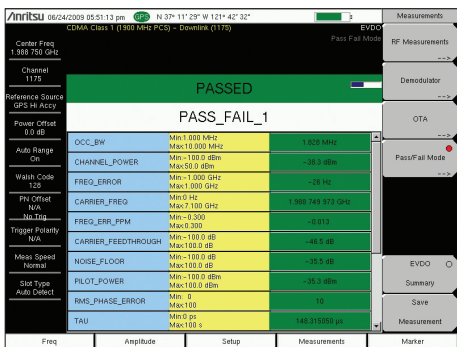 Anritsu 06/24/2009 05:51:13 pm GPS N 37° 11' 29" W 121° 42' 32"
Measurements
CDMA Class 1 (1900 MHz PCS) - Downlink (1175)
EVDO
Pass Fail Mode
Center Freq
1.988 750 GHz
Channel
1175
Reference Source
GPS Hi Accy
Power Offset
0.0 dB
Auto Range
On
Walsh Code
128
PN Offset
N/A
No Trig
Trigger Polarity
N/A
Meas Speed
Normal
Slot Type
Auto Detect
PASSED
PASS_FAIL_1
OCC_BW
Min:1.000 MHz
Max:10.000 MHz
1.828 MHz
CHANNEL_POWER
Min:-100.0 dBm
Max:50.0 dBm
-38.3 dBm
FREQ_ERROR
Min:-1.000 GHz
Max:1.000 GHz
-26 Hz
CARRIER_FREQ
Min:0 Hz
Max:7.100 GHz
1.988 749 973 GHz
FREQ_ERR_PPM
Min:-0.300
Max:0.300
-0.013
CARRIER_FEEDTHROUGH
Min:-100.0 dB
Max:100.0 dB
-46.5 dB
NOISE_FLOOR
Min:-100.0 dB
Max:100.0 dB
-35.5 dB
PILOT_POWER
Min:-100.0 dBm
Max:100.0 dBm
-35.3 dBm
RMS_PHASE_ERROR
Min: 0
Max:100
10
TAU
Min:0 ps
Max:100 s
146.315050 µs
RF Measurements
-->
Demodulator
-->
OTA
-->
Pass/Fail Mode
-->
EVDO
Summary
Save
Measurement
Freq
Amplitude
Setup
Measurements
Marker